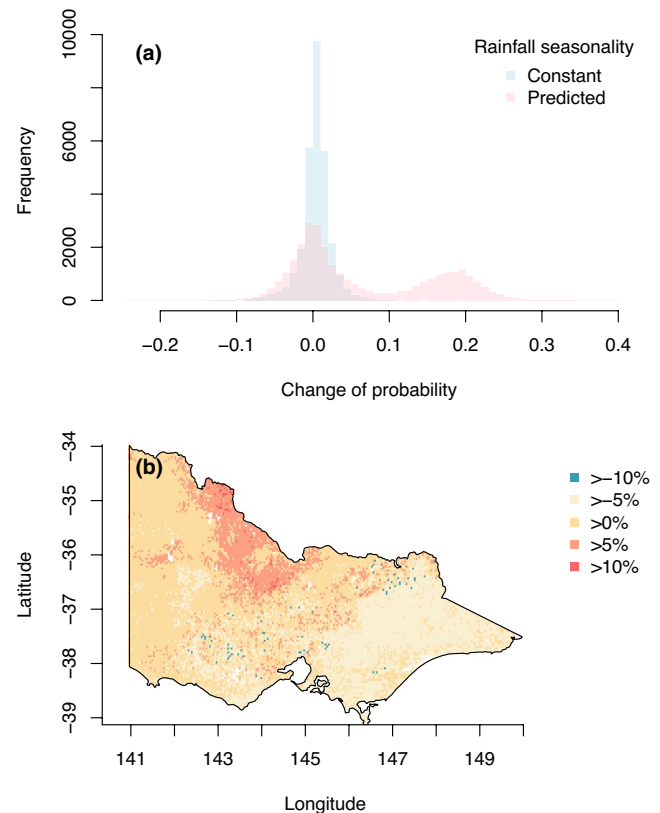 (a)
Rainfall seasonality
Constant
Predicted
10000
6000
2000
0
Frequency
−0.2 −0.1 0.0 0.1 0.2 0.3 0.4
Change of probability
(b)
−34
−35
−36
−37
−38
−39
Latitude
>−10%
>−5%
>0%
>5%
>10%
141 143 145 147 149
Longitude